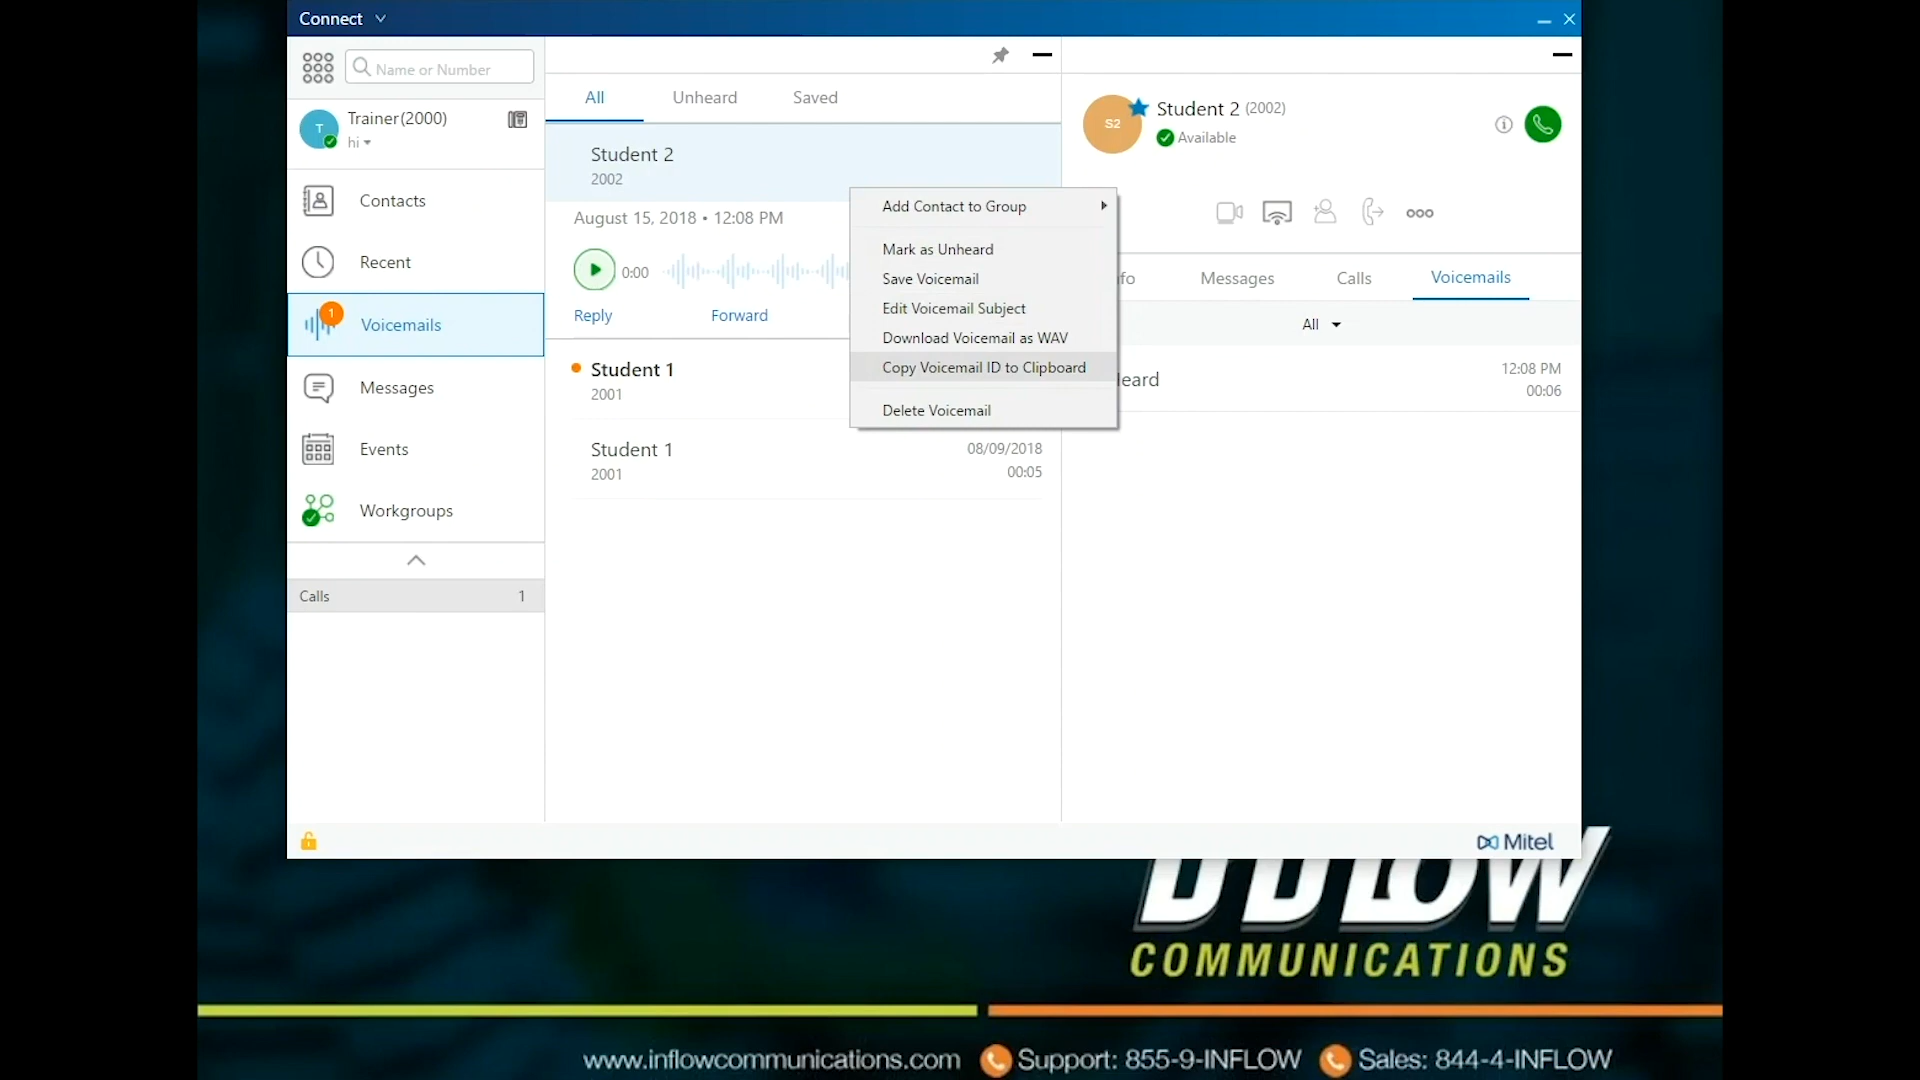 Connect
Name or Number
T
Trainer(2000)
hi
Contacts
Recent
1
Voicemails
Messages
Events
Workgroups
Calls 1
All Unheard Saved
Student 2
2002
August 15, 2018 • 12:08 PM
0:00
Reply Forward
Student 1
2001
Student 1 08/09/2018
2001 00:05
Add Contact to Group
Mark as Unheard
Save Voicemail
Edit Voicemail Subject
Download Voicemail as WAV
Copy Voicemail ID to Clipboard
Delete Voicemail
S2
Student 2 (2002)
Available
fo Messages Calls Voicemails
All
eard 12:08 PM
00:06
Mitel
COMMUNICATIONS
www.inflowcommunications.com Support: 855-9-INFLOW Sales: 844-4-INFLOW